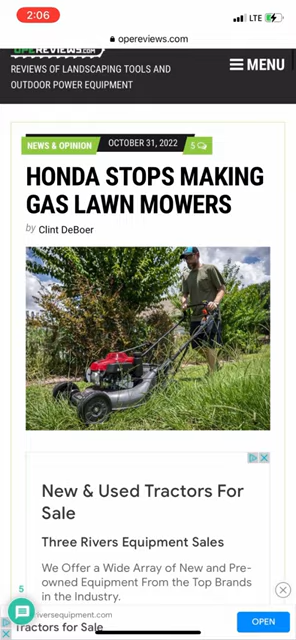 2:06
LTE
opereviews.com
OPEREVIEWS.COM
REVIEWS OF LANDSCAPING TOOLS AND
OUTDOOR POWER EQUIPMENT
MENU
NEWS & OPINION
OCTOBER 31, 2022
5
HONDA STOPS MAKING
GAS LAWN MOWERS
by Clint DeBoer
New & Used Tractors For
Sale
Three Rivers Equipment Sales
We Offer a Wide Array of New and Pre-
owned Equipment From the Top Brands
in the Industry.
5
iversequipment.com
Tractors for Sale
OPEN